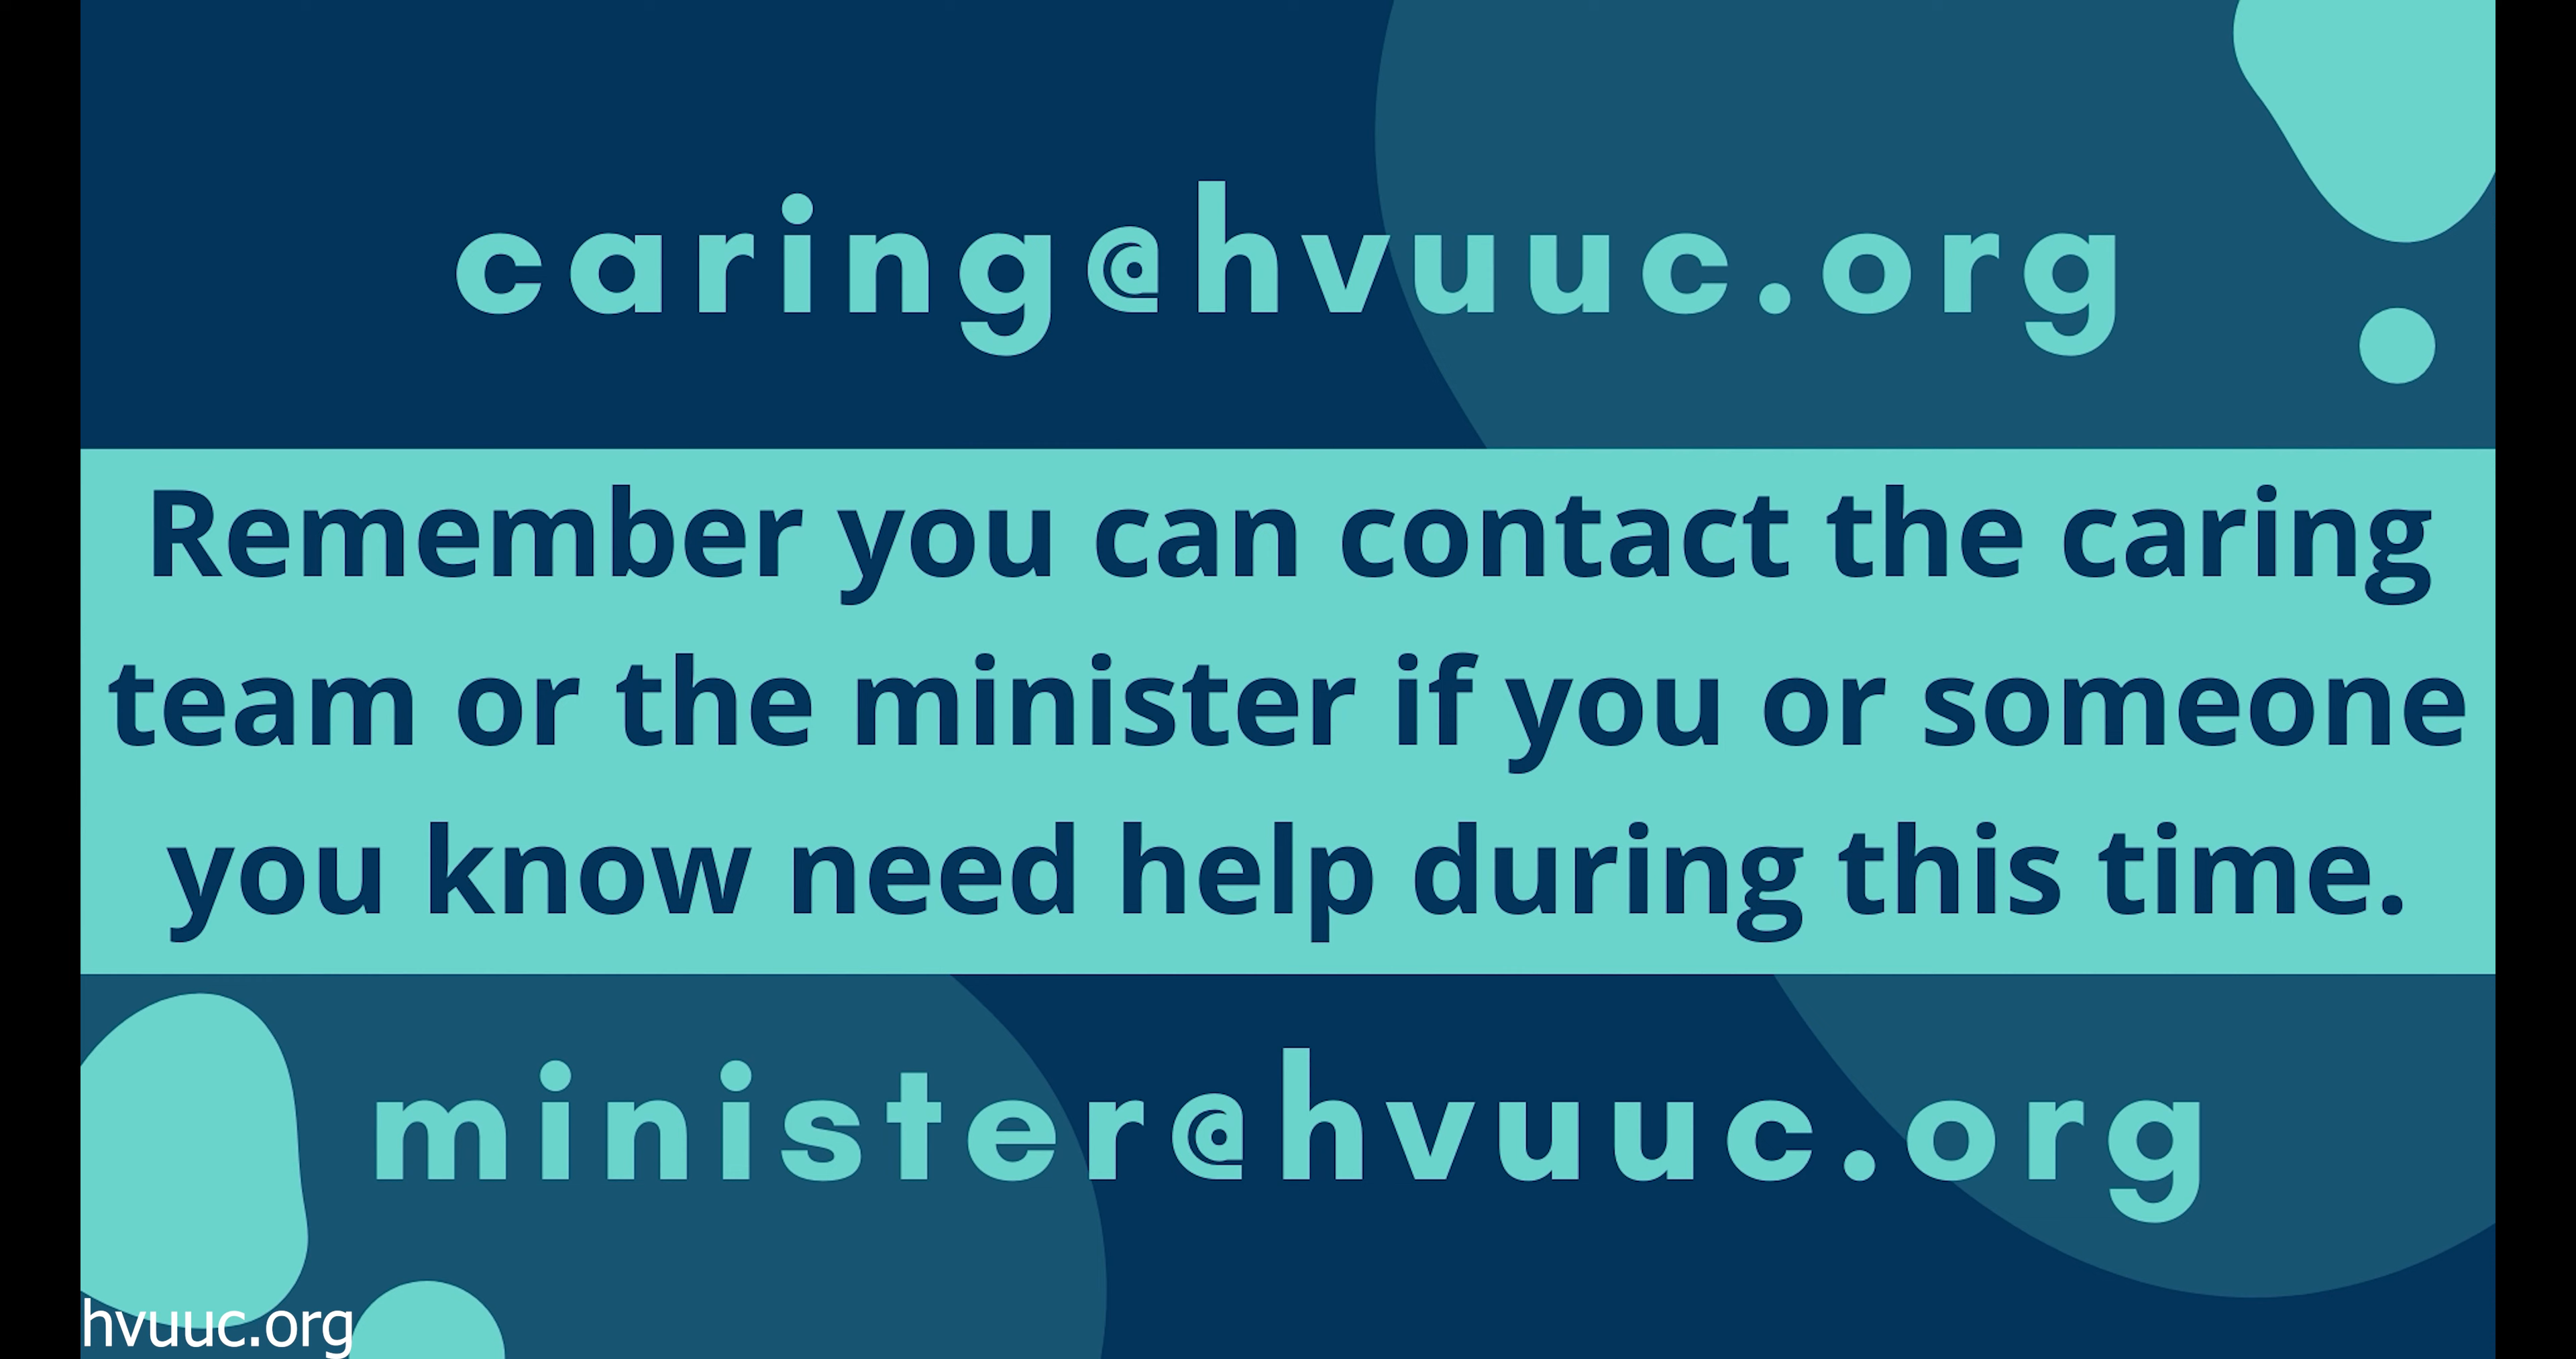 caring@hvuuc.org
Remember you can contact the caring
team or the minister if you or someone
you know need help during this time.
minister@hvuuc.org
hvuuc.org